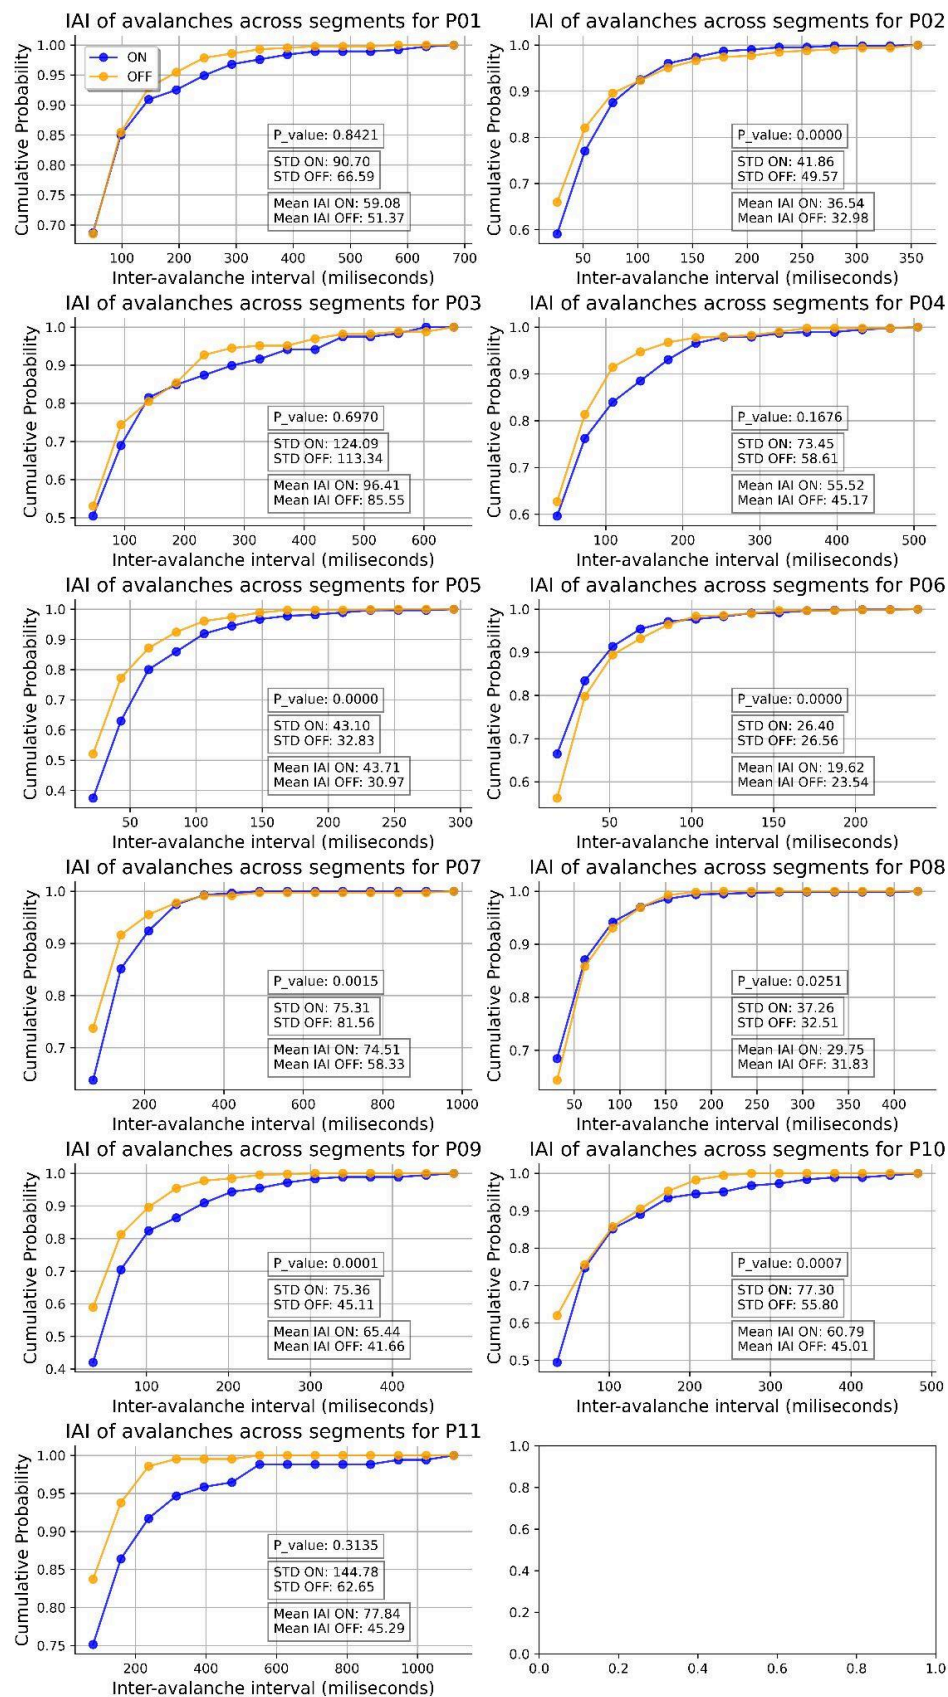 IAI of avalanches across segments for P01
Cumulative Probability
1.00
0.95
0.90
0.85
0.80
0.75
0.70
ON
OFF
P_value: 0.8421
STD ON: 90.70
STD OFF: 66.59
Mean IAI ON: 59.08
Mean IAI OFF: 51.37
100 200 300 400 500 600 700
Inter-avalanche interval (miliseconds)
IAI of avalanches across segments for P02
Cumulative Probability
1.0
0.9
0.8
0.7
0.6
P_value: 0.0000
STD ON: 41.86
STD OFF: 49.57
Mean IAI ON: 36.54
Mean IAI OFF: 32.98
50 100 150 200 250 300 350
Inter-avalanche interval (miliseconds)
IAI of avalanches across segments for P03
Cumulative Probability
1.0
0.9
0.8
0.7
0.6
0.5
P_value: 0.6970
STD ON: 124.09
STD OFF: 113.34
Mean IAI ON: 96.41
Mean IAI OFF: 85.55
100 200 300 400 500 600
Inter-avalanche interval (miliseconds)
IAI of avalanches across segments for P04
Cumulative Probability
1.0
0.9
0.8
0.7
0.6
P_value: 0.1676
STD ON: 73.45
STD OFF: 58.61
Mean IAI ON: 55.52
Mean IAI OFF: 45.17
100 200 300 400 500
Inter-avalanche interval (miliseconds)
IAI of avalanches across segments for P05
Cumulative Probability
1.0
0.9
0.8
0.7
0.6
0.5
0.4
P_value: 0.0000
STD ON: 43.10
STD OFF: 32.83
Mean IAI ON: 43.71
Mean IAI OFF: 30.97
50 100 150 200 250 300
Inter-avalanche interval (miliseconds)
IAI of avalanches across segments for P06
Cumulative Probability
1.0
0.9
0.8
0.7
0.6
P_value: 0.0000
STD ON: 26.40
STD OFF: 26.56
Mean IAI ON: 19.62
Mean IAI OFF: 23.54
50 100 150 200
Inter-avalanche interval (miliseconds)
IAI of avalanches across segments for P07
Cumulative Probability
1.0
0.9
0.8
0.7
P_value: 0.0015
STD ON: 75.31
STD OFF: 81.56
Mean IAI ON: 74.51
Mean IAI OFF: 58.33
200 400 600 800 1000
Inter-avalanche interval (miliseconds)
IAI of avalanches across segments for P08
Cumulative Probability
1.0
0.9
0.8
0.7
P_value: 0.0251
STD ON: 37.26
STD OFF: 32.51
Mean IAI ON: 29.75
Mean IAI OFF: 31.83
50 100 150 200 250 300 350 400
Inter-avalanche interval (miliseconds)
IAI of avalanches across segments for P09
Cumulative Probability
1.0
0.9
0.8
0.7
0.6
0.5
0.4
P_value: 0.0001
STD ON: 75.36
STD OFF: 45.11
Mean IAI ON: 65.44
Mean IAI OFF: 41.66
100 200 300 400
Inter-avalanche interval (miliseconds)
IAI of avalanches across segments for P10
Cumulative Probability
1.0
0.9
0.8
0.7
0.6
0.5
P_value: 0.0007
STD ON: 77.30
STD OFF: 55.80
Mean IAI ON: 60.79
Mean IAI OFF: 45.01
100 200 300 400 500
Inter-avalanche interval (miliseconds)
IAI of avalanches across segments for P11
Cumulative Probability
1.00
0.95
0.90
0.85
0.80
0.75
P_value: 0.3135
STD ON: 144.78
STD OFF: 62.65
Mean IAI ON: 77.84
Mean IAI OFF: 45.29
200 400 600 800 1000
Inter-avalanche interval (miliseconds)
1.0
0.8
0.6
0.4
0.2
0.0
0.0 0.2 0.4 0.6 0.8 1.0